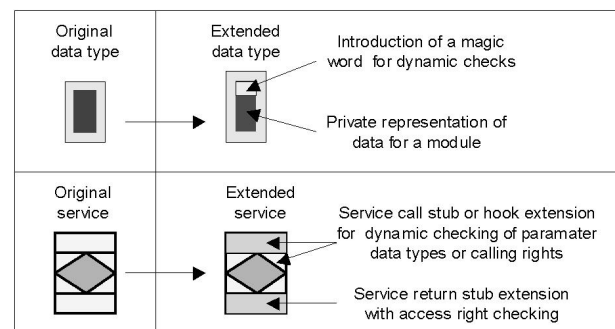 Original
data type
Extended
data type
Introduction of a magic
word for dynamic checks
Private representation of
data for a module
Original
service
Extended
service
Service call stub or hook extension
for dynamic checking of paramater
data types or calling rights
Service return stub extension
with access right checking